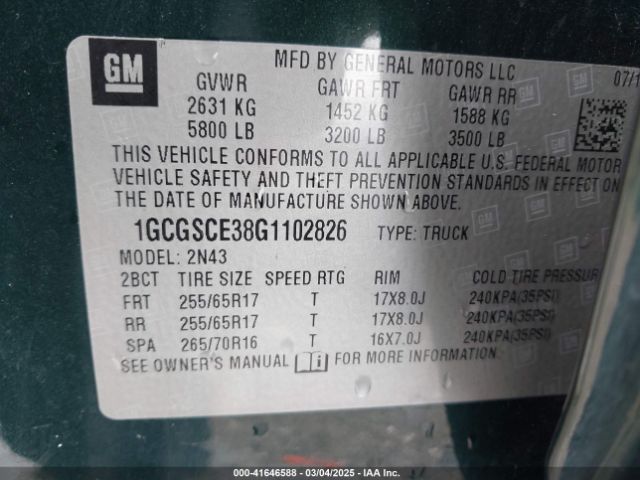 GM
MFD BY GENERAL MOTORS LLC
07/1
GVWR GAWR FRT GAWR RR
2631 KG 1452 KG 1588 KG
5800 LB 3200 LB 3500 LB
THIS VEHICLE CONFORMS TO ALL APPLICABLE U.S. FEDERAL MOTOR
VEHICLE SAFETY AND THEFT PREVENTION STANDARDS IN EFFECT ON
THE DATE OF MANUFACTURE SHOWN ABOVE.
1GCGSCE38G1102826 TYPE: TRUCK
MODEL: 2N43
2BCT TIRE SIZE SPEED RTG RIM COLD TIRE PRESSUR
FRT 255/65R17 T 17X8.0J 240KPA(35PSI)
RR 255/65R17 T 17X8.0J 240KPA(35PSI)
SPA 265/70R16 T 16X7.0J 240KPA(35PSI)
SEE OWNER'S MANUAL FOR MORE INFORMATION.
000-41646588 - 03/04/2025 - IAA Inc.